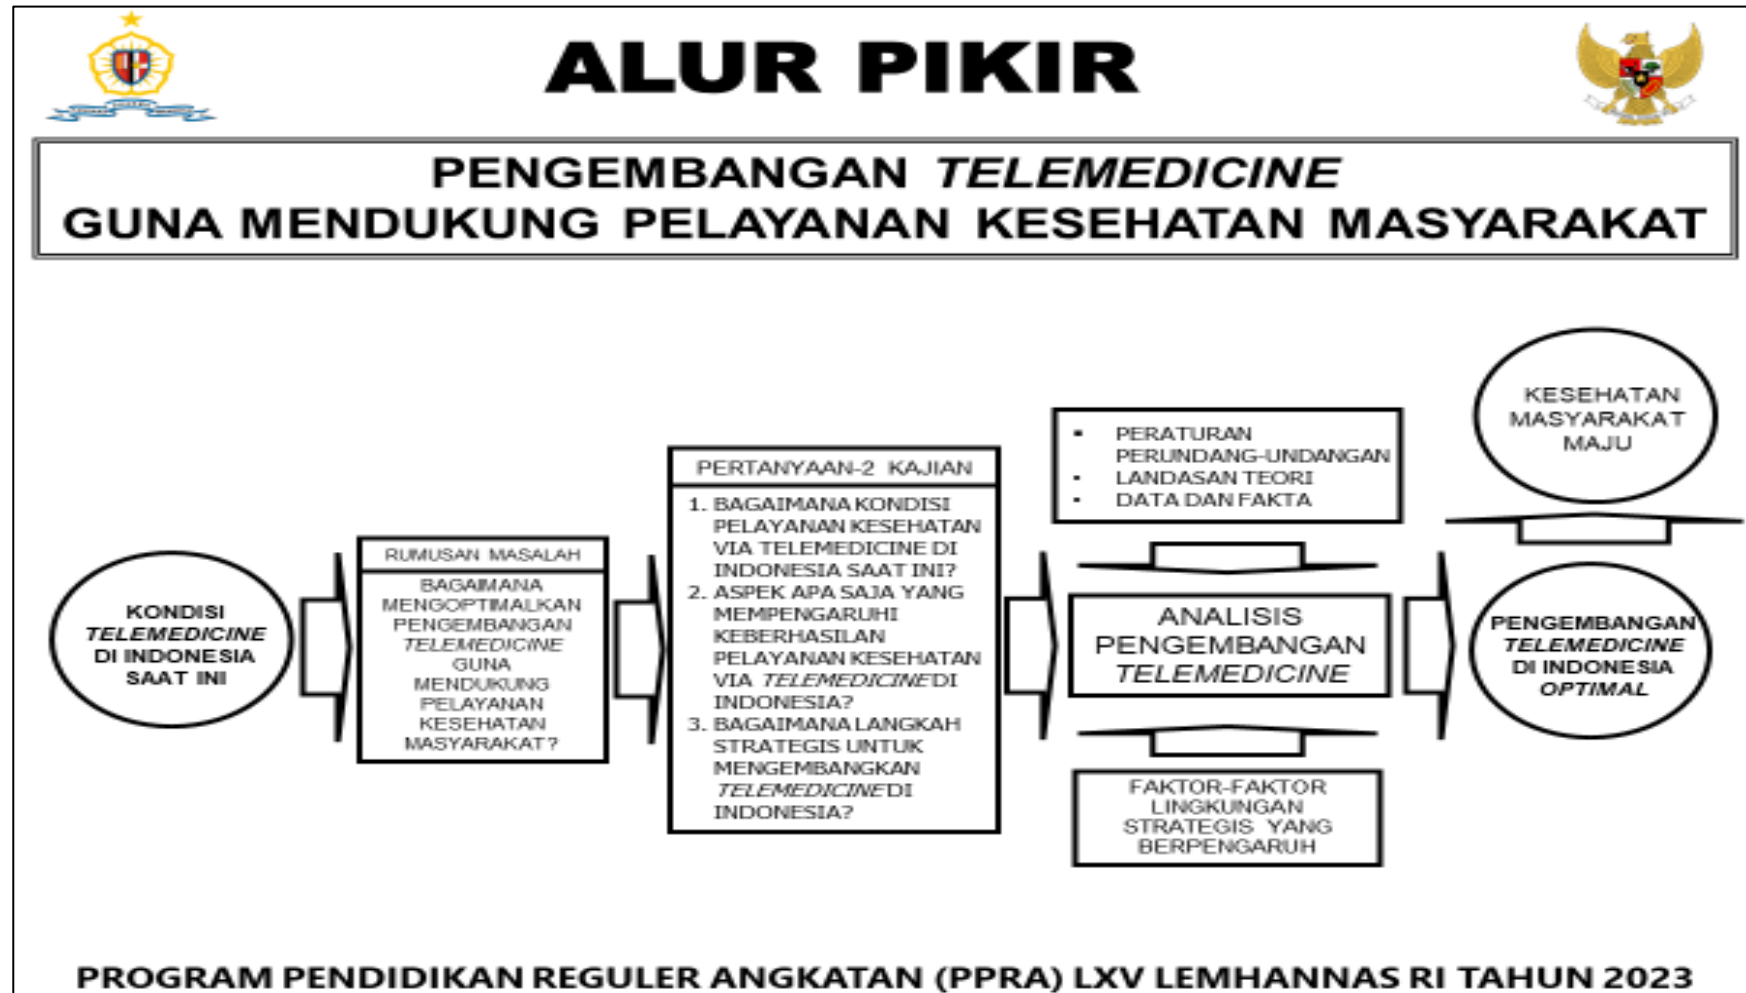 ALUR PIKIR
PENGEMBANGAN TELEMEDICINE
GUNA MENDUKUNG PELAYANAN KESEHATAN MASYARAKAT
KONDISI
TELEMEDICINE
DI INDONESIA
SAAT INI
RUMUSAN MASALAH
BAGAIMANA
MENGOPTIMALKAN
PENGEMBANGAN
TELEMEDICINE
GUNA
MENDUKUNG
PELAYANAN
KESEHATAN
MASYARAKAT?
PERTANYAAN-2 KAJIAN
1. BAGAIMANA KONDISI
PELAYANAN KESEHATAN
VIA TELEMEDICINE DI
INDONESIA SAAT INI?
2. ASPEK APA SAJA YANG
MEMPENGARUHI
KEBERHASILAN
PELAYANAN KESEHATAN
VIA TELEMEDICINE DI
INDONESIA?
3. BAGAIMANA LANGKAH
STRATEGIS UNTUK
MENGEMBANGKAN
TELEMEDICINE DI
INDONESIA?
▪ PERATURAN
PERUNDANG-UNDANGAN
▪ LANDASAN TEORI
▪ DATA DAN FAKTA
ANALISIS
PENGEMBANGAN
TELEMEDICINE
FAKTOR-FAKTOR
LINGKUNGAN
STRATEGIS YANG
BERPENGARUH
KESEHATAN
MASYARAKAT
MAJU
PENGEMBANGAN
TELEMEDICINE
DI INDONESIA
OPTIMAL
PROGRAM PENDIDIKAN REGULER ANGKATAN (PPRA) LXV LEMHANNAS RI TAHUN 2023